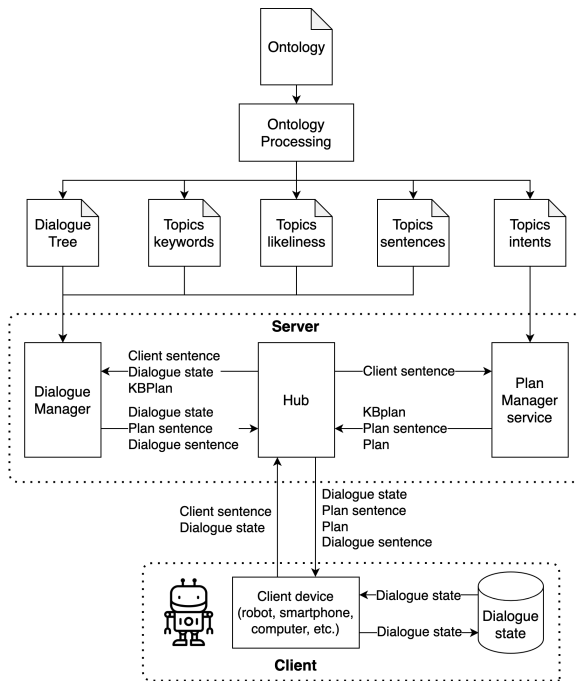 Ontology
Ontology
Processing
Dialogue
Tree
Topics
keywords
Topics
likeliness
Topics
sentences
Topics
intents
Server
Dialogue
Manager
Client sentence
Dialogue state
KBPlan
Dialogue state
Plan sentence
Dialogue sentence
Hub
Client sentence
KBplan
Plan sentence
Plan
Plan
Manager
service
Client sentence
Dialogue state
Dialogue state
Plan sentence
Plan
Dialogue sentence
Client device
(robot, smartphone,
computer, etc.)
Dialogue state
Dialogue state
Dialogue
state
Client